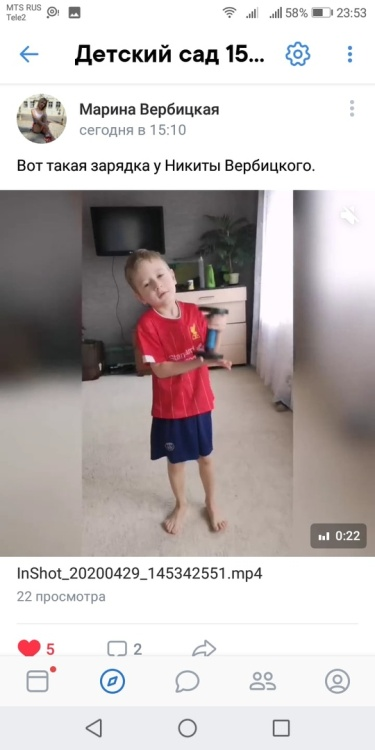 MTS RUS
Tele2
58%
23:53
Детский сад 15...
Марина Вербицкая
сегодня в 15:10
Вот такая зарядка у Никиты Вербицкого.
0:22
InShot_20200429_145342551.mp4
22 просмотра
5
2